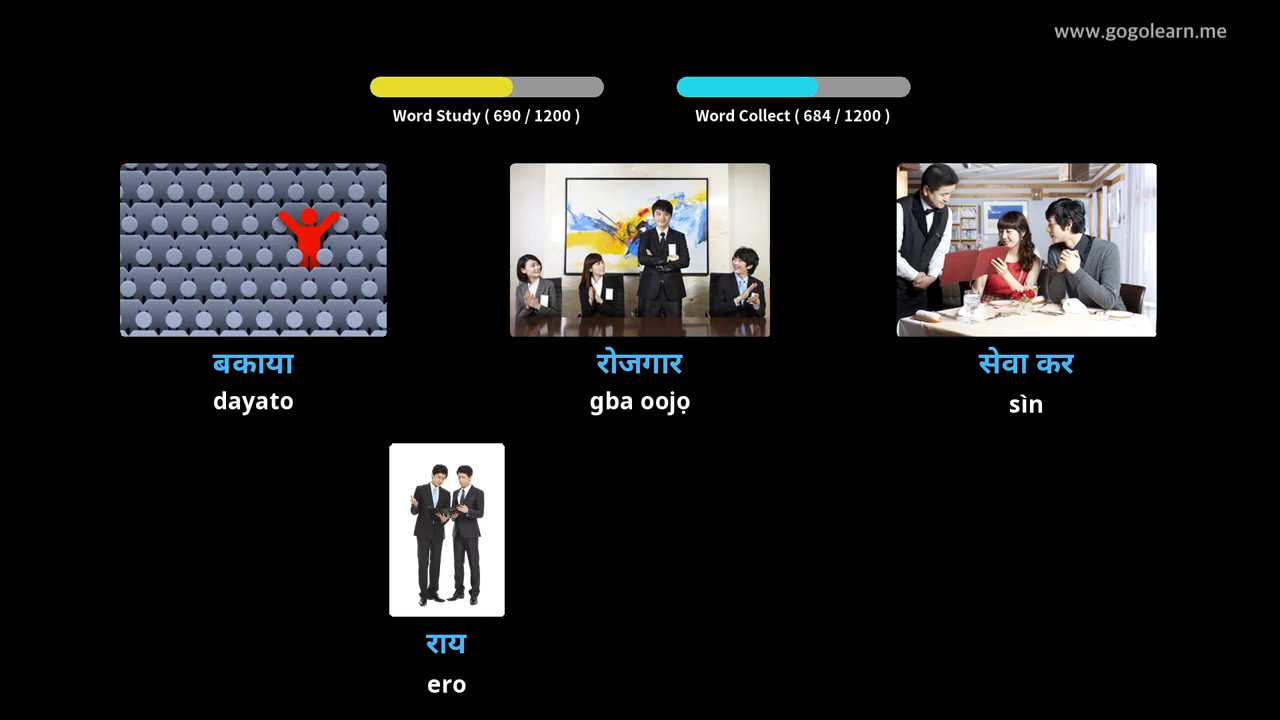 www.gogolearn.me
Word Study ( 690 / 1200 )
Word Collect ( 684 / 1200 )
बकाया
dayato
रोजगार
gba oojọ
सेवा कर
sìn
राय
ero